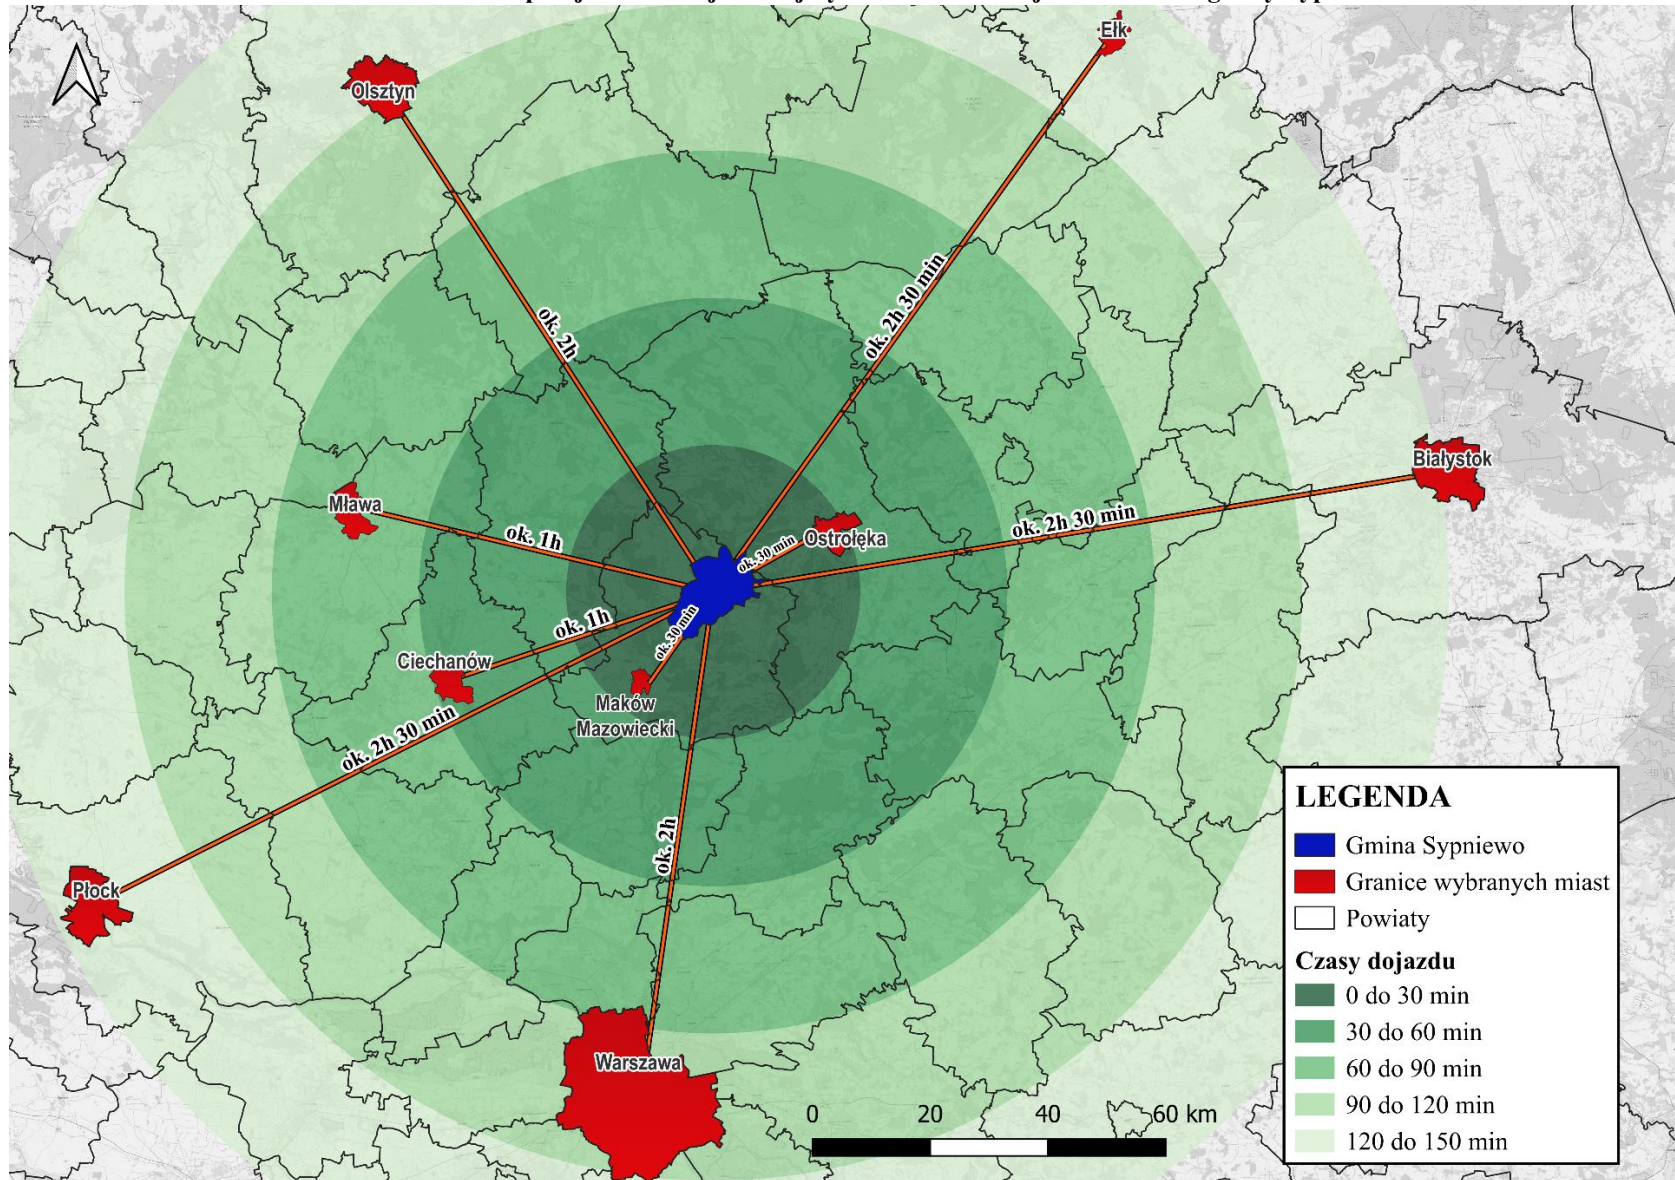 Ełk
Olsztyn
ok. 2h
ok. 2h 30 min
Białystok
Mława
ok. 1h
ok. 2h 30 min
Ostrołęka
ok. 30 min
ok. 1h
ok. 30 min
Ciechanów
Maków
Mazowiecki
ok. 2h 30 min
ok. 2h
Płock
Warszawa
0 20 40 60 km
LEGENDA
Gmina Sypniewo
Granice wybranych miast
Powiaty
Czasy dojazdu
0 do 30 min
30 do 60 min
60 do 90 min
90 do 120 min
120 do 150 min